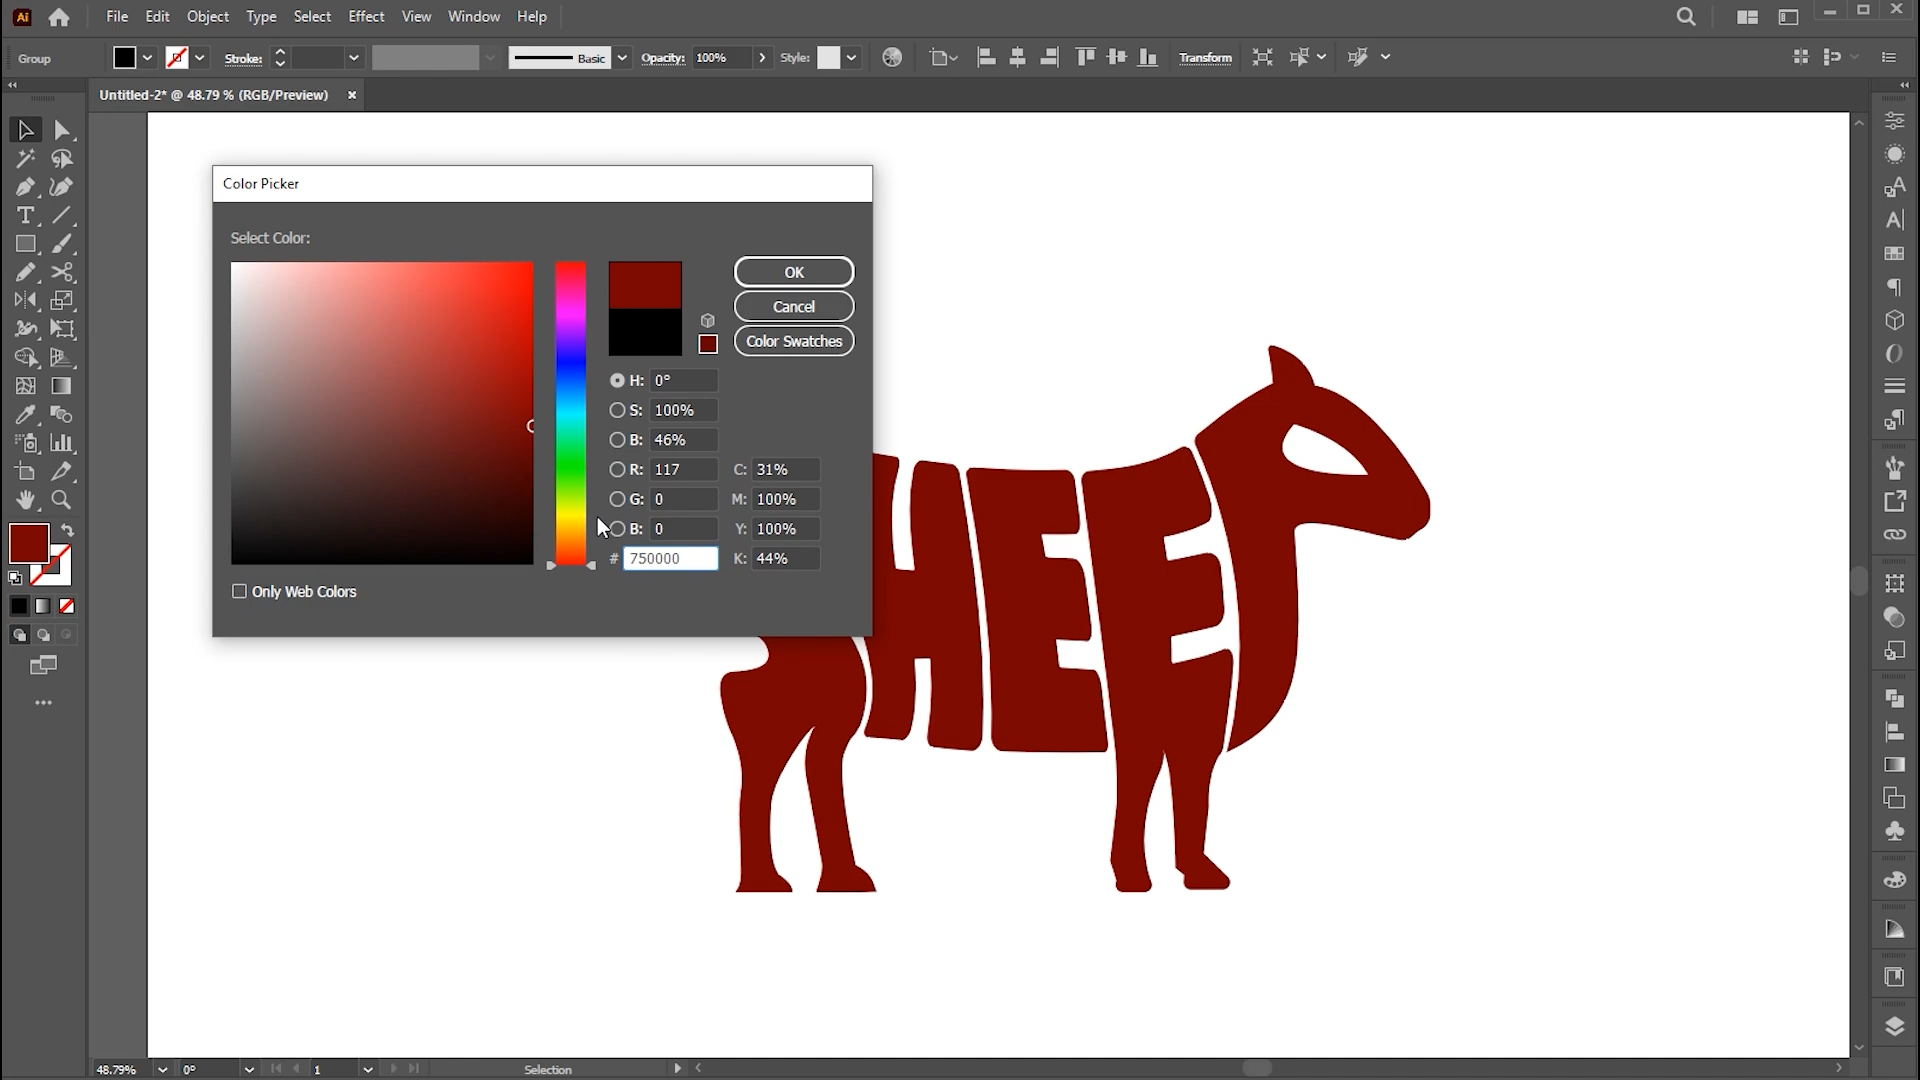 Ai File Edit Object Type Select Effect View Window Help
Group Stroke: Basic Opacity: 100% Style: Transform
Untitled-2* @ 48.79 % (RGB/Preview) ×
Color Picker
Select Color:
OK
Cancel
Color Swatches
H: 0°
S: 100%
B: 46%
R: 117 C: 31%
G: 0 M: 100%
B: 0 Y: 100%
# 750000 K: 44%
Only Web Colors
HEEP
48.79% 0° 1 Selection